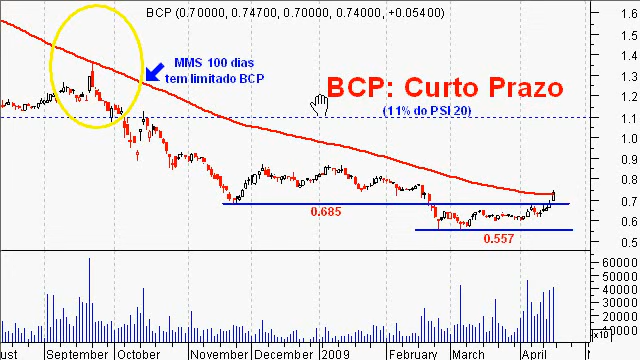 BCP (0.70000, 0.74700, 0.70000, 0.74000, +0.05400)
MMS 100 dias
tem limitado BCP
BCP: Curto Prazo
(11% do PSI 20)
0.685
0.557
1.6
1.5
1.4
1.3
1.2
1.1
1.0
0.9
0.8
0.7
0.6
0.5
60000
50000
40000
30000
20000
10000
x10
ust
September
October
November
December
2009
February
March
April